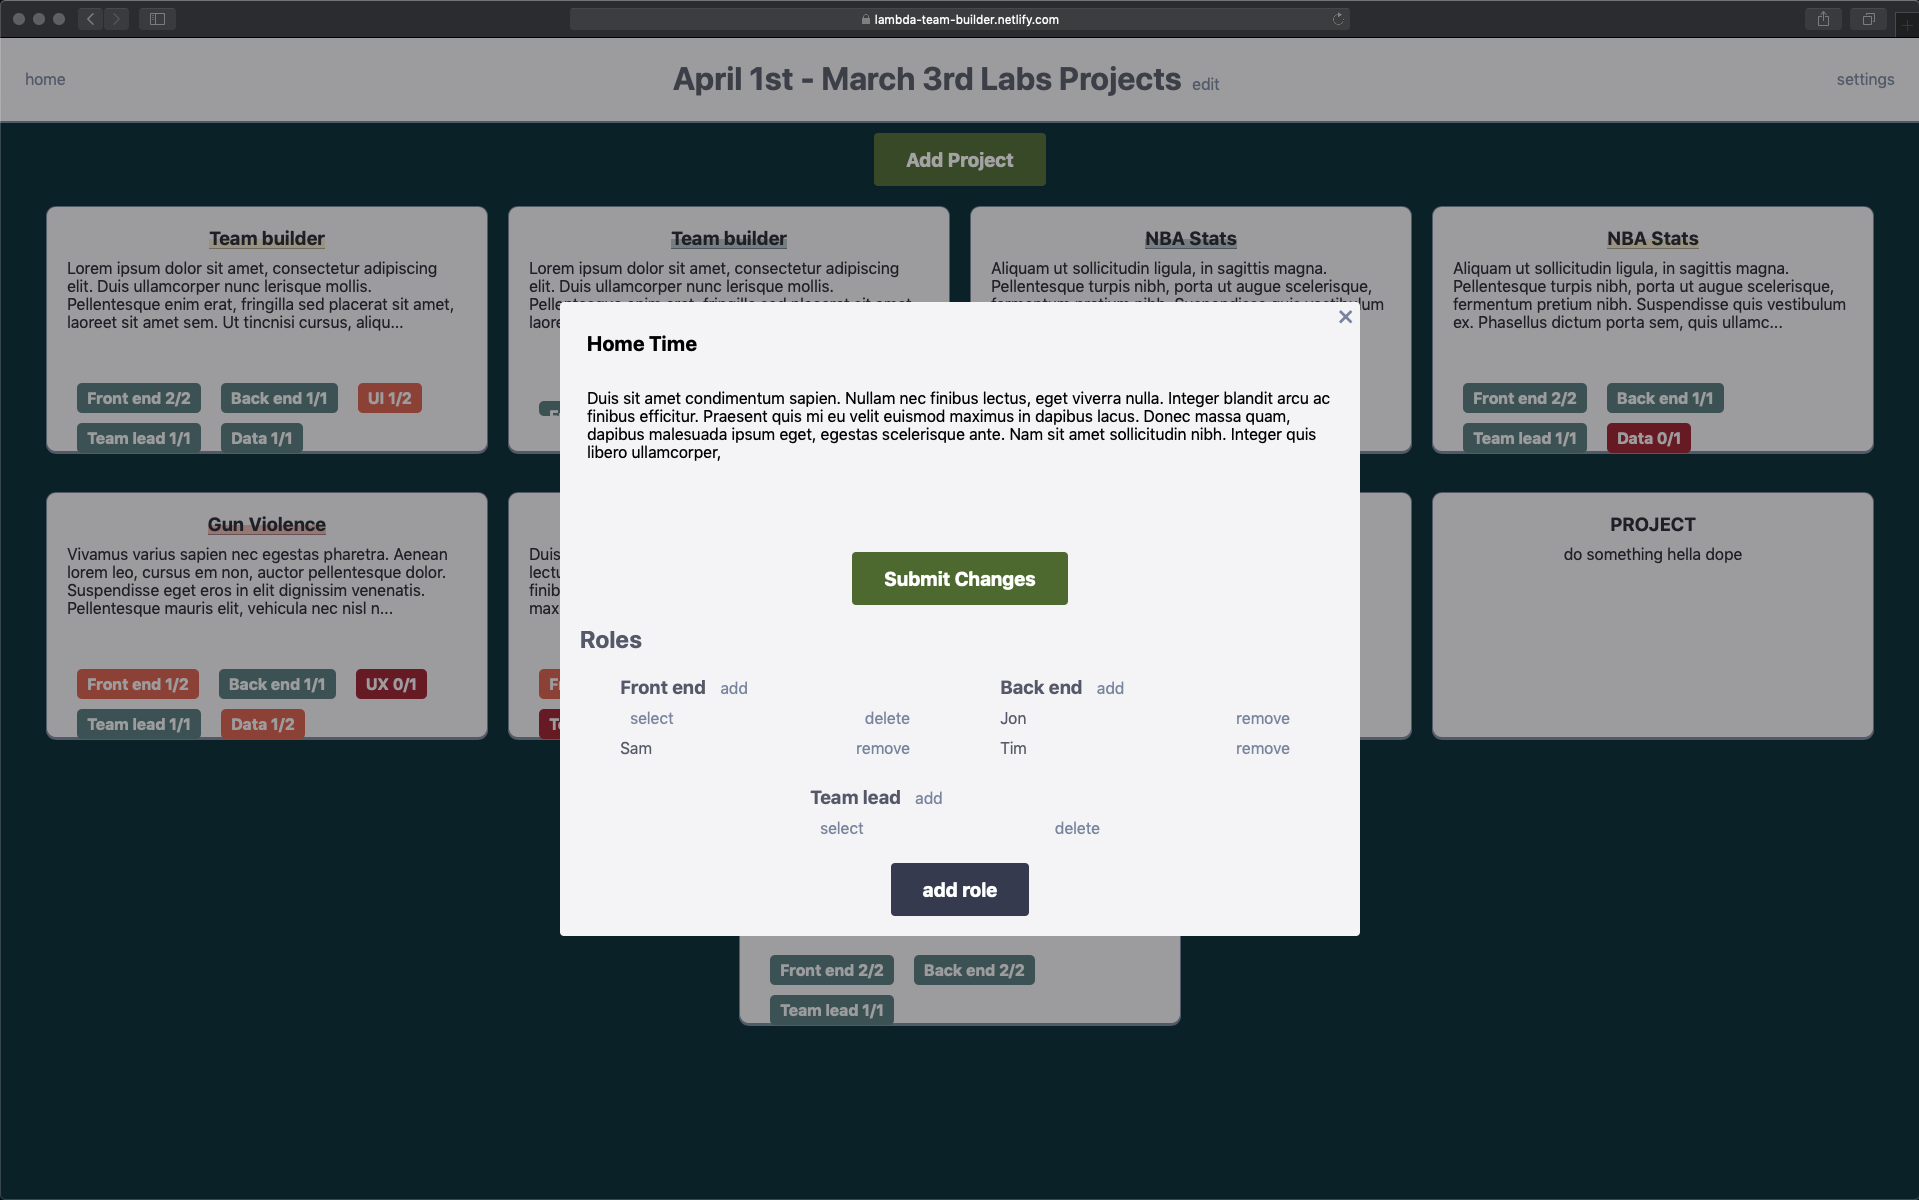 lambda-team-builder.netlify.com
home
April 1st - March 3rd Labs Projects edit
settings
Add Project
Team builder
Lorem ipsum dolor sit amet, consectetur adipiscing
elit. Duis ullamcorper nunc lerisque mollis.
Pellentesque enim erat, fringilla sed placerat sit amet,
laoreet sit amet sem. Ut tincnisi cursus, aliqu...
Front end 2/2 Back end 1/1 UI 1/2
Team lead 1/1 Data 1/1
Team builder
Lorem ipsum dolor sit amet, consectetur adipiscing
elit. Duis ullamcorper nunc lerisque mollis.
Pellentesque enim erat, fringilla sed placerat sit amet
NBA Stats
Aliquam ut sollicitudin ligula, in sagittis magna.
Pellentesque turpis nibh, porta ut augue scelerisque,
fermentum pretium nibh. Suspendisse quis vestibulum
NBA Stats
Aliquam ut sollicitudin ligula, in sagittis magna.
Pellentesque turpis nibh, porta ut augue scelerisque,
fermentum pretium nibh. Suspendisse quis vestibulum
ex. Phasellus dictum porta sem, quis ullamc...
Front end 2/2 Back end 1/1
Team lead 1/1 Data 0/1
Home Time
Duis sit amet condimentum sapien. Nullam nec finibus lectus, eget viverra nulla. Integer blandit arcu ac
finibus efficitur. Praesent quis mi eu velit euismod maximus in dapibus lacus. Donec massa quam,
dapibus malesuada ipsum eget, egestas scelerisque ante. Nam sit amet sollicitudin nibh. Integer quis
libero ullamcorper,
Submit Changes
Roles
Front end add
select delete
Sam remove
Back end add
Jon remove
Tim remove
Team lead add
select delete
add role
Gun Violence
Vivamus varius sapien nec egestas pharetra. Aenean
lorem leo, cursus em non, auctor pellentesque dolor.
Suspendisse eget eros in elit dignissim venenatis.
Pellentesque mauris elit, vehicula nec nisl n...
Front end 1/2 Back end 1/1 UX 0/1
Team lead 1/1 Data 1/2
Duis
PROJECT
do something hella dope
Front end 2/2 Back end 2/2
Team lead 1/1